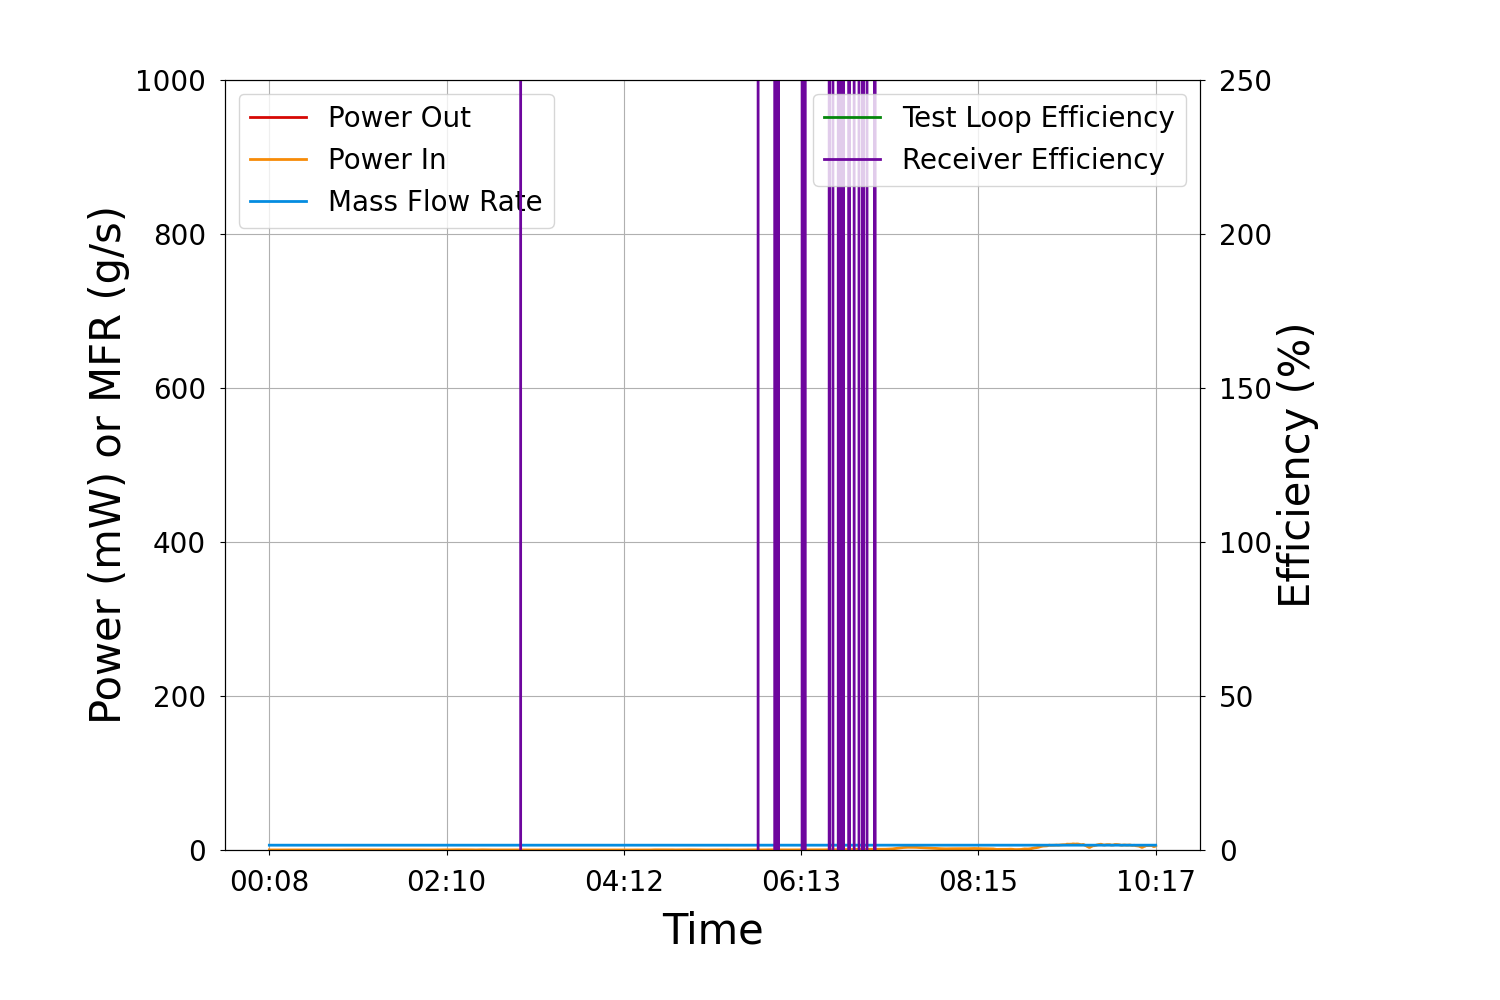 1000
800
600
400
200
0
Power (mW) or MFR (g/s)
Power Out
Power In
Mass Flow Rate
Test Loop Efficiency
Receiver Efficiency
250
200
150
100
50
0
Efficiency (%)
00:08 02:10 04:12 06:13 08:15 10:17
Time